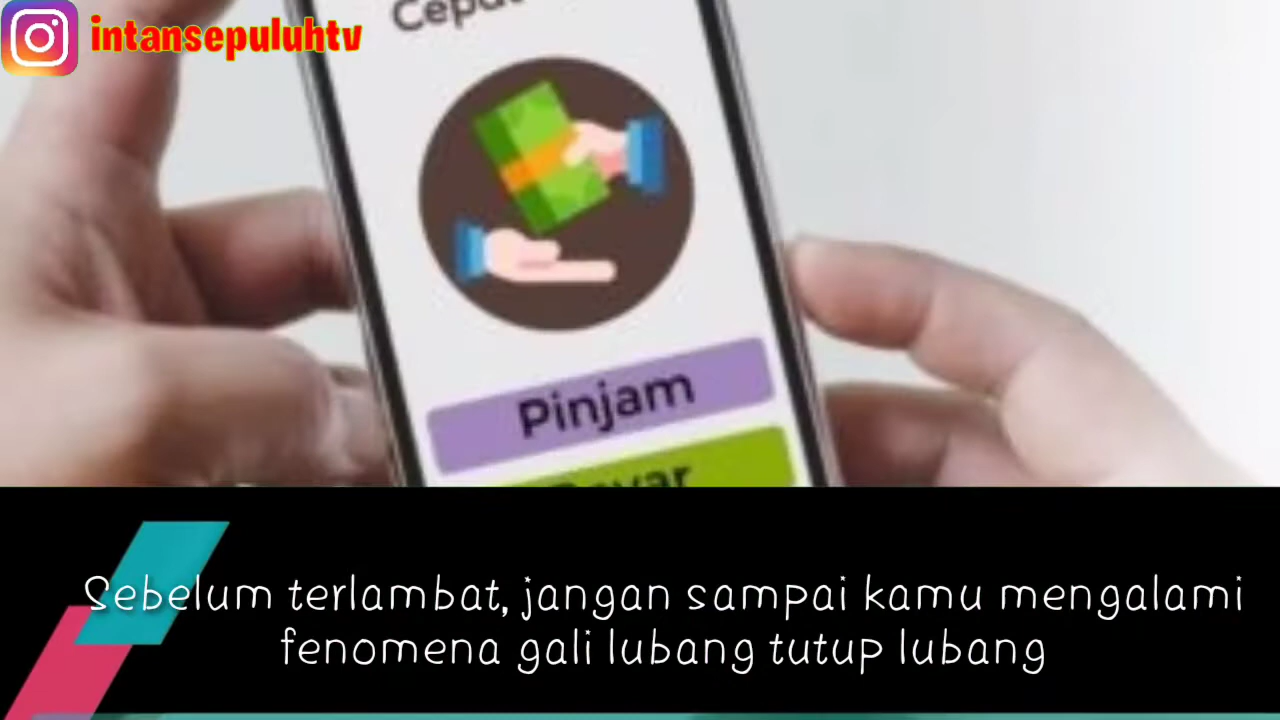 intansepuluhtv
Pinjam
Sebelum terlambat, jangan sampai kamu mengalami
fenomena gali lubang tutup lubang